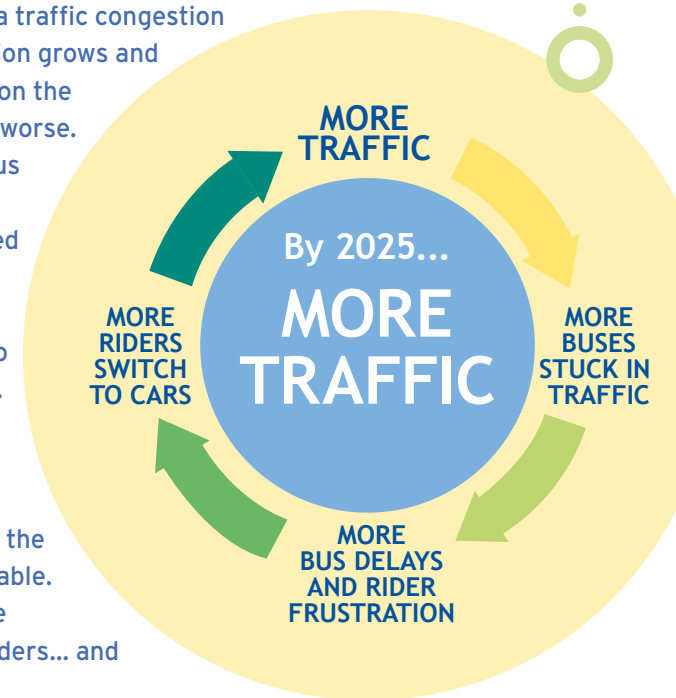 a traffic congestion
ion grows and
on the
worse.
us
ed
o
.
the
able.
e
ders... and
MORE
TRAFFIC
By 2025...
MORE
TRAFFIC
MORE
BUSES
STUCK IN
TRAFFIC
MORE
BUS DELAYS
AND RIDER
FRUSTRATION
MORE
RIDERS
SWITCH
TO CARS